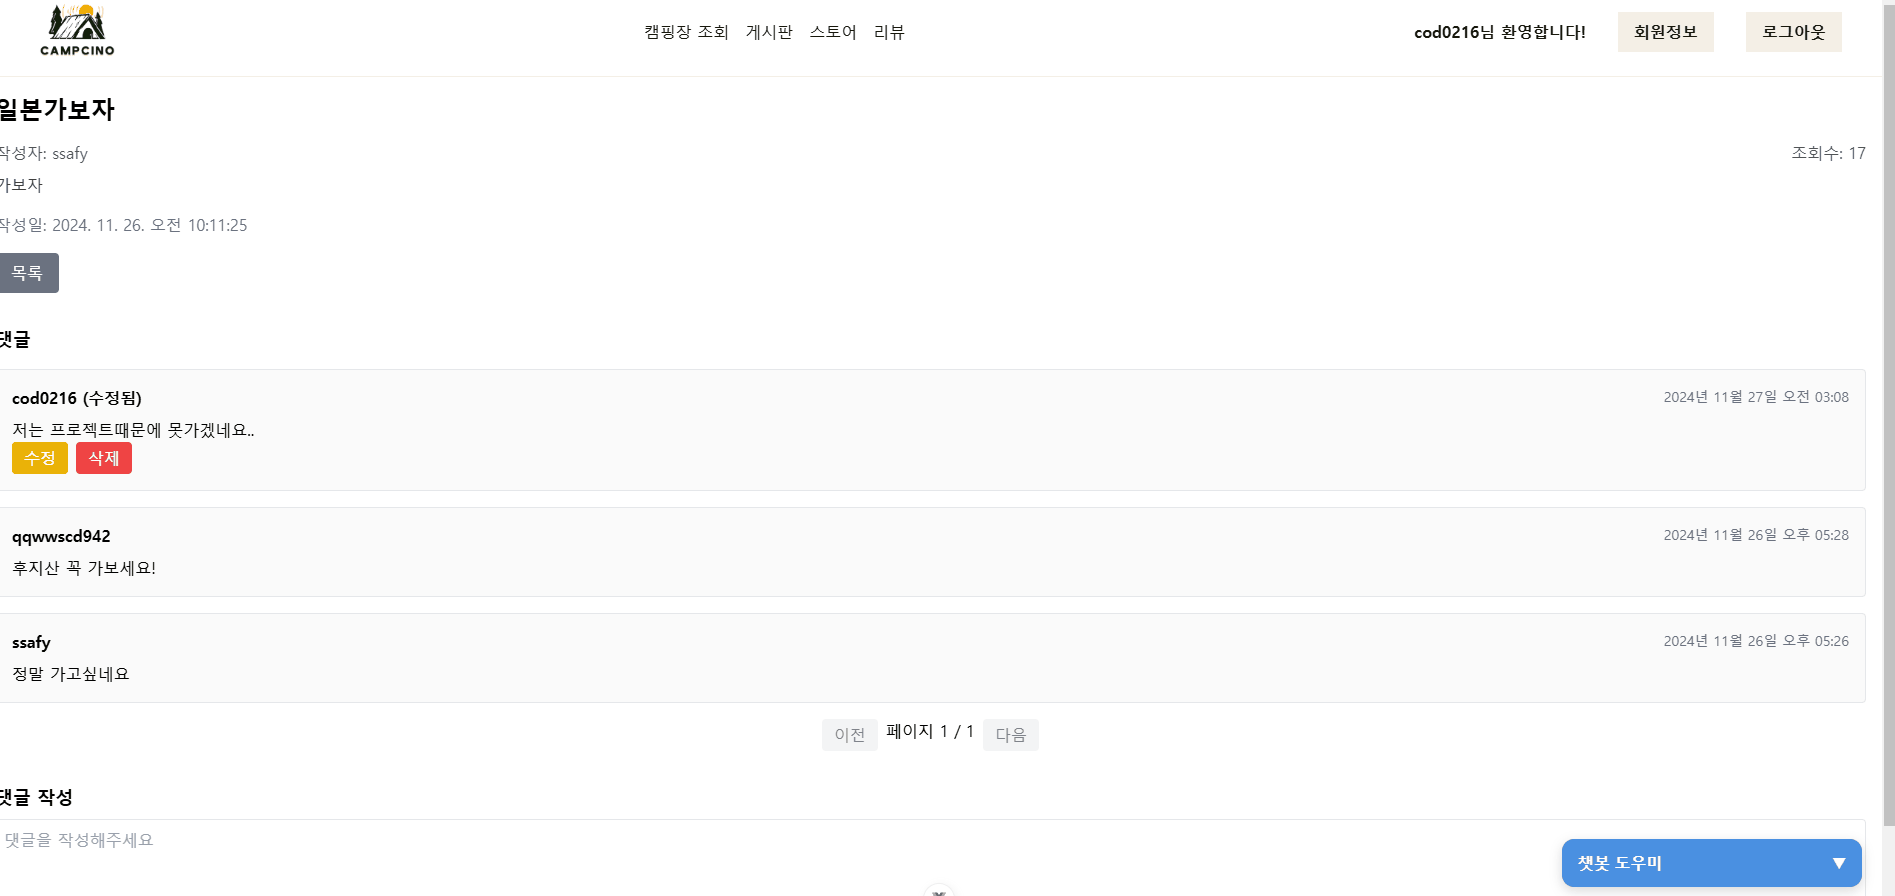 CAMPCINO
캠핑장 조회 게시판 스토어 리뷰
cod0216님 환영합니다! 회원정보 로그아웃
일본가보자
작성자: ssafy 조회수: 17
가보자
작성일: 2024. 11. 26. 오전 10:11:25
목록
댓글
cod0216 (수정됨) 2024년 11월 27일 오전 03:08
저는 프로젝트때문에 못가겠네요..
수정 삭제
qqwwscd942 2024년 11월 26일 오후 05:28
후지산 꼭 가보세요!
ssafy 2024년 11월 26일 오후 05:26
정말 가고싶네요
이전 페이지 1 / 1 다음
댓글 작성
댓글을 작성해주세요
챗봇 도우미 ▼